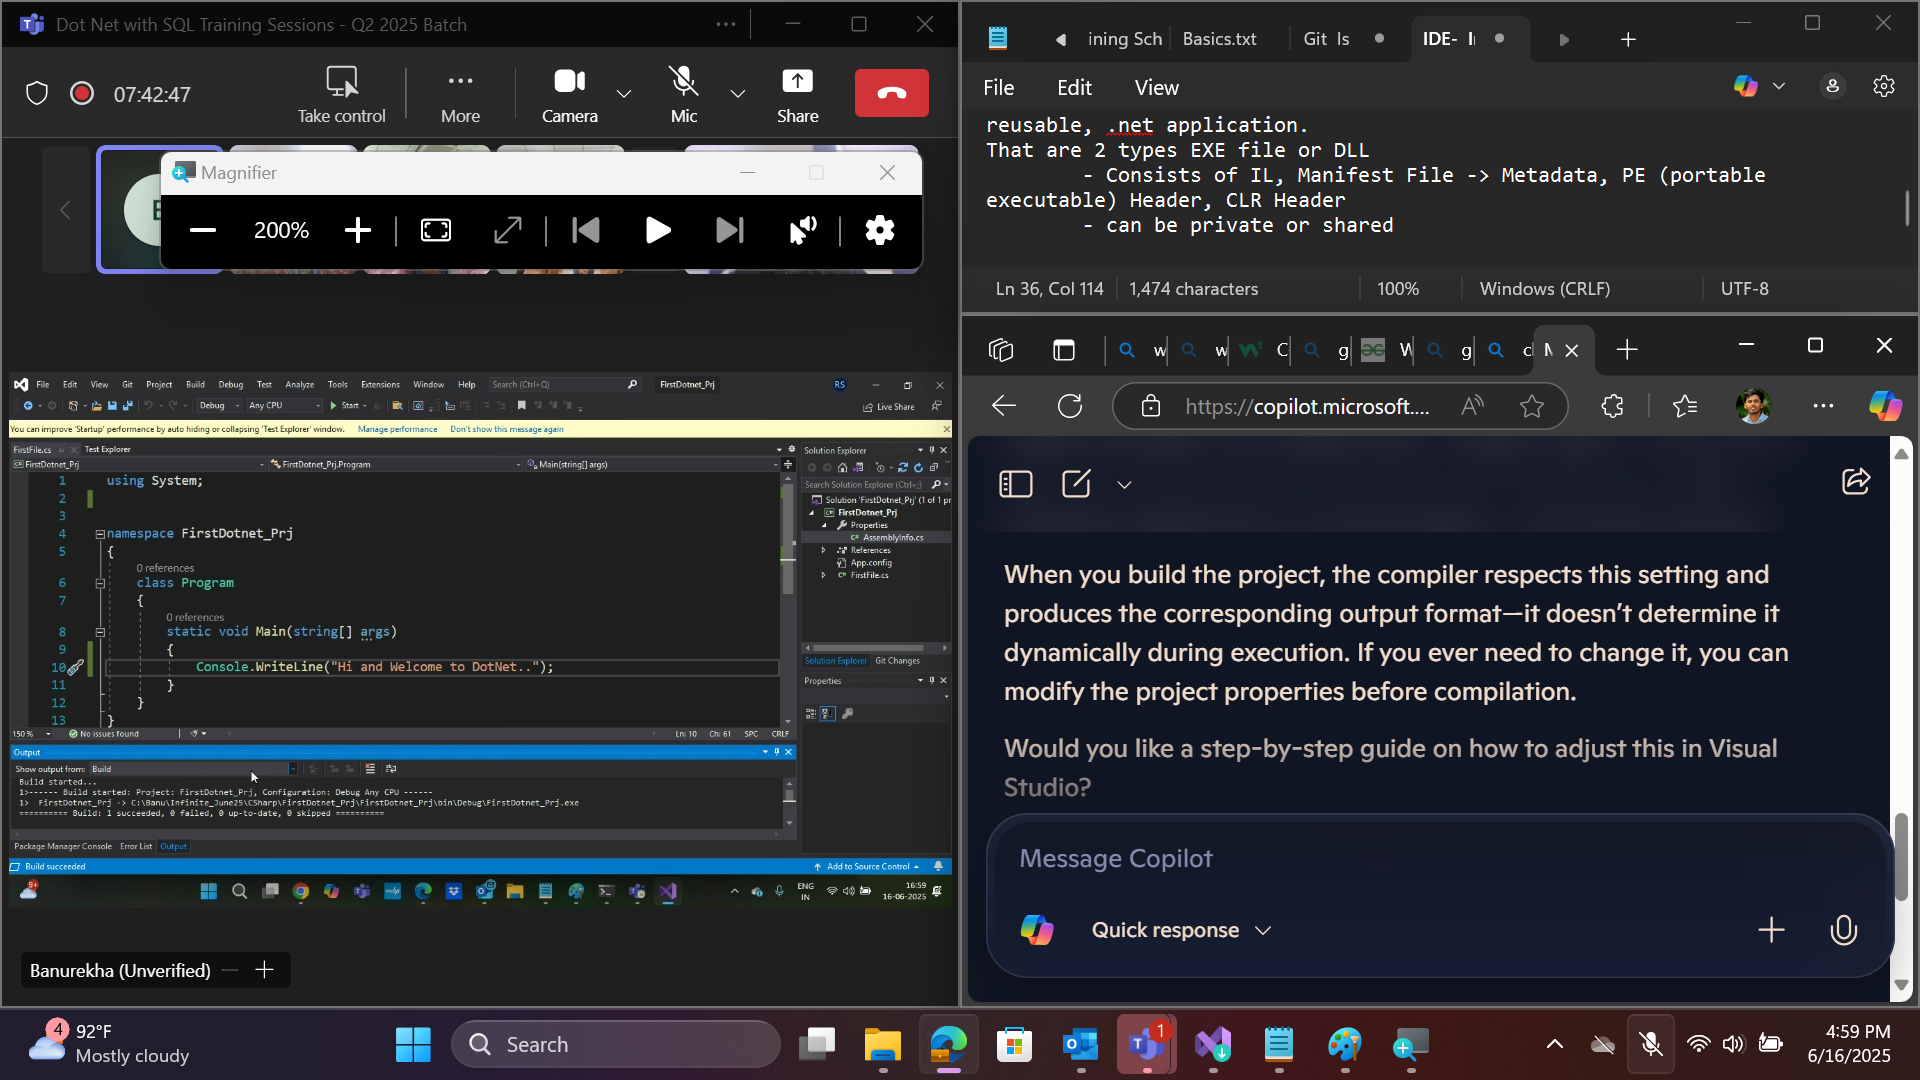 Dot Net with SQL Training Sessions - Q2 2025 Batch
07:42:47
Take control
More
Camera
Mic
Share
Magnifier
200%
File Edit View Git Project Build Debug Test Analyze Tools Extensions Window Help Search (Ctrl+Q) FirstDotnet_Prj RS
Debug Any CPU Start Live Share
You can improve 'Startup' performance by auto hiding or collapsing 'Test Explorer' window. Manage performance Don't show this message again
FirstFile.cs Test Explorer
FirstDotnet_Prj FirstDotnet_Prj.Program Main(string[] args)
1 using System;
2
3
4 namespace FirstDotnet_Prj
5 {
0 references
6 class Program
7 {
0 references
8 static void Main(string[] args)
9 {
10 Console.WriteLine("Hi and Welcome to DotNet..");
11 }
12 }
13 }
150 % No issues found Ln: 10 Ch: 61 SPC CRLF
Output
Show output from: Build
Build started...
1>------ Build started: Project: FirstDotnet_Prj, Configuration: Debug Any CPU ------
1> FirstDotnet_Prj -> C:\Banu\Infinite_June25\CSharp\FirstDotnet_Prj\FirstDotnet_Prj\bin\Debug\FirstDotnet_Prj.exe
========== Build: 1 succeeded, 0 failed, 0 up-to-date, 0 skipped ==========
Package Manager Console Error List Output
Build succeeded Add to Source Control
Solution Explorer
Search Solution Explorer (Ctrl+;)
Solution 'FirstDotnet_Prj' (1 of 1 pr
FirstDotnet_Prj
Properties
AssemblyInfo.cs
References
App.config
FirstFile.cs
Solution Explorer Git Changes
Properties
9+
ENG
IN
16:59
16-06-2025
Banurekha (Unverified)
ining Sch Basics.txt Git Is IDE- I
File Edit View
reusable, .net application.
That are 2 types EXE file or DLL
- Consists of IL, Manifest File -> Metadata, PE (portable
executable) Header, CLR Header
- can be private or shared
Ln 36, Col 114 1,474 characters 100% Windows (CRLF) UTF-8
w w C g W g cl
https://copilot.microsoft....
When you build the project, the compiler respects this setting and
produces the corresponding output format—it doesn't determine it
dynamically during execution. If you ever need to change it, you can
modify the project properties before compilation.
Would you like a step-by-step guide on how to adjust this in Visual
Studio?
Message Copilot
Quick response
4
92°F
Mostly cloudy
Search
1
4:59 PM
6/16/2025